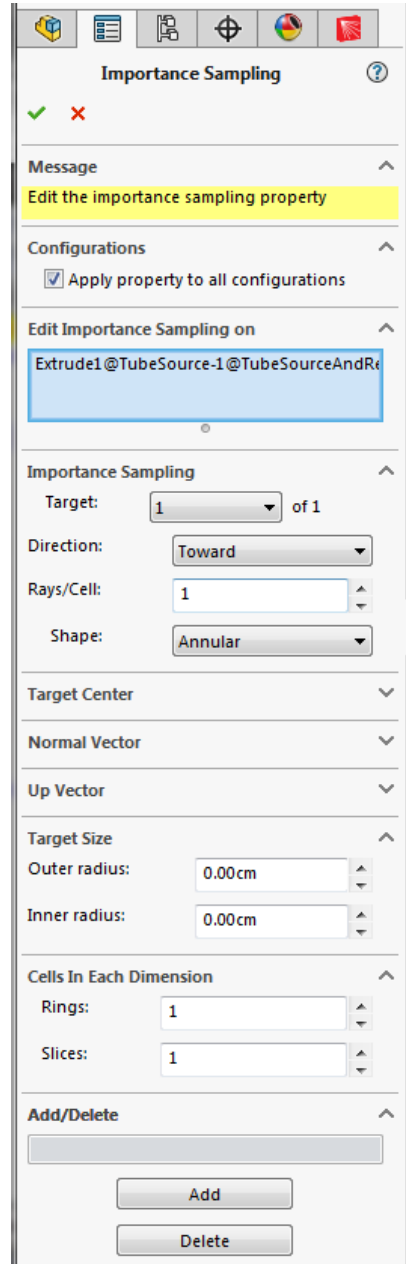 Importance Sampling
Message
Edit the importance sampling property
Configurations
Apply property to all configurations
Edit Importance Sampling on
Extrude1@TubeSource-1@TubeSourceAndRe
Importance Sampling
Target: 1 of 1
Direction: Toward
Rays/Cell: 1
Shape: Annular
Target Center
Normal Vector
Up Vector
Target Size
Outer radius: 0.00cm
Inner radius: 0.00cm
Cells In Each Dimension
Rings: 1
Slices: 1
Add/Delete
Add
Delete